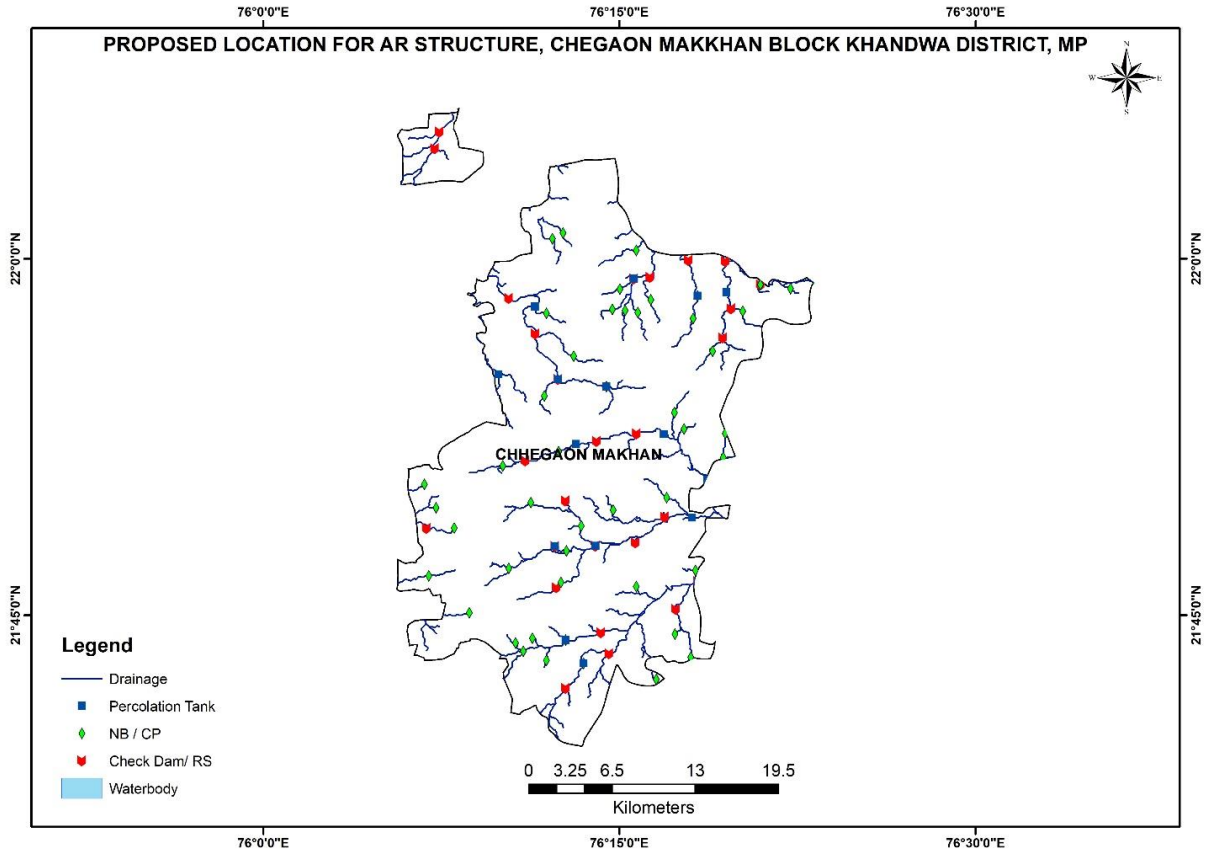 76°0'0"E 76°15'0"E 76°30'0"E
PROPOSED LOCATION FOR AR STRUCTURE, CHEGAON MAKKHAN BLOCK KHANDWA DISTRICT, MP
N
W E
S
22°0'0"N 22°0'0"N
CHHEGAON MAKHAN
21°45'0"N 21°45'0"N
Legend
Drainage
Percolation Tank
NB / CP
Check Dam/ RS
Waterbody
0 3.25 6.5 13 19.5
Kilometers
76°0'0"E 76°15'0"E 76°30'0"E